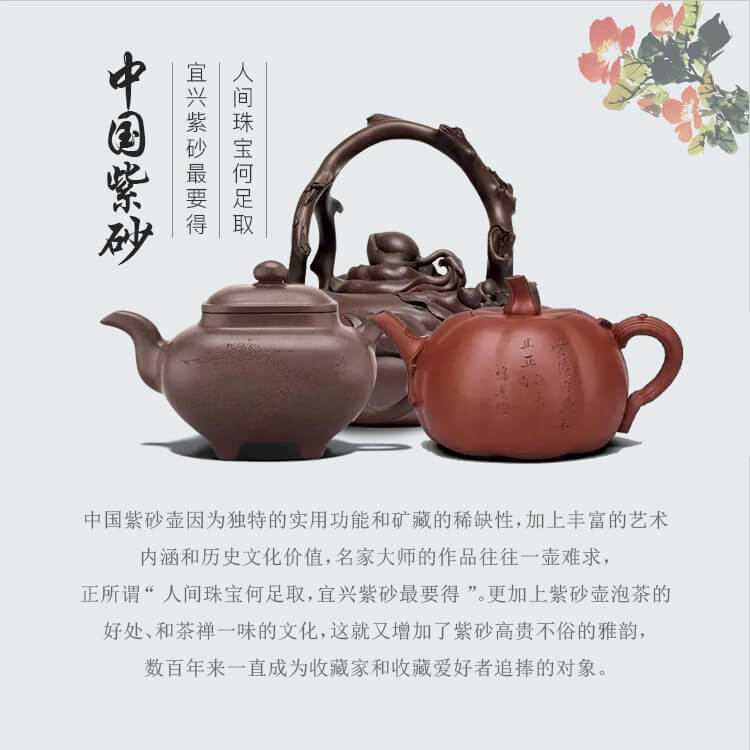 中国紫砂
人间珠宝何足取
宜兴紫砂最要得
中国紫砂壶因为独特的实用功能和矿藏的稀缺性，加上丰富的艺术
内涵和历史文化价值，名家大师的作品往往一壶难求，
正所谓“ 人间珠宝何足取，宜兴紫砂最要得 ”。更加上紫砂壶泡茶的
好处、和茶禅一味的文化，这就又增加了紫砂高贵不俗的雅韵，
数百年来一直成为收藏家和收藏爱好者追捧的对象。